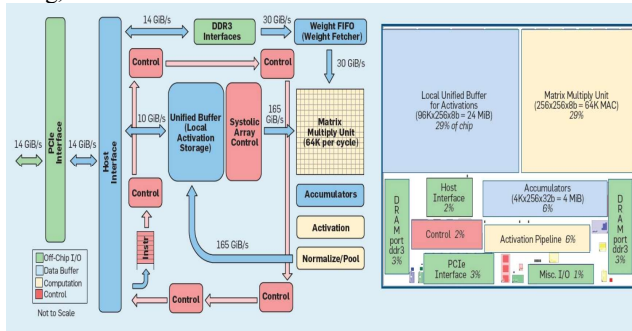 14 GiB/s
DDR3
Interfaces
30 GiB/s
Weight FIFO
(Weight Fetcher)
Control
Control
30 GiB/s
14 GiB/s
PCIe
Interface
14 GiB/s
Host
Interface
10 GiB/s
Unified Buffer
(Local
Activation
Storage)
Systolic
Array
Control
165
GiB/s
Matrix
Multiply Unit
(64K per cycle)
Control
Accumulators
Activation
Normalize/Pool
Instr
165 GiB/s
Control
Control
Off-Chip I/O
Data Buffer
Computation
Control
Not to Scale
Local Unified Buffer
for Activations
(96Kx256x8b = 24 MiB)
29% of chip
Matrix Multiply Unit
(256x256x8b = 64K MAC)
29%
DRAM
port
ddr3
3%
Host
Interface
2%
Accumulators
(4Kx256x32b = 4 MiB)
6%
DRAM
port
ddr3
3%
Control 2%
Activation Pipeline 6%
PCIe
Interface 3%
Misc. I/O 1%